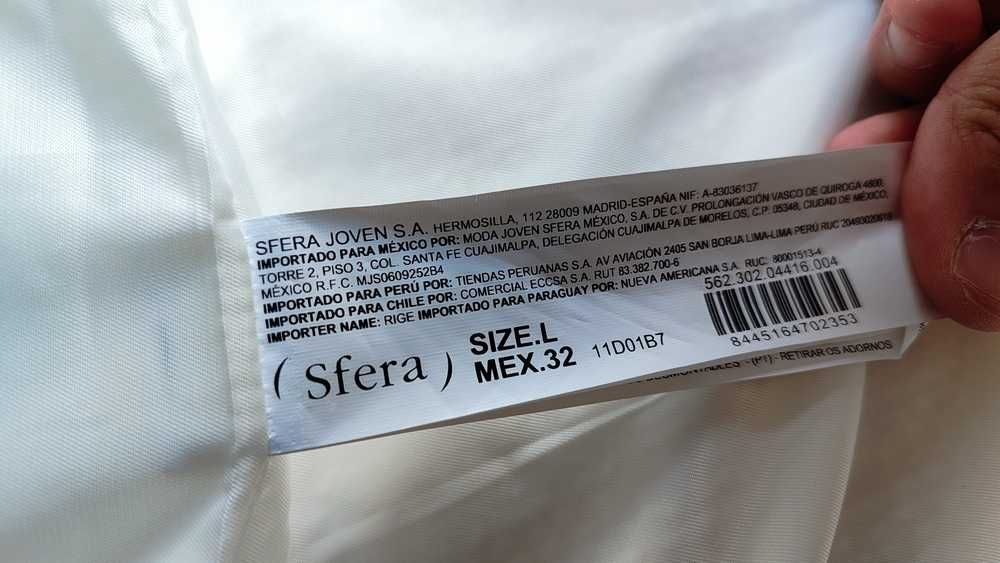 SFERA JOVEN S.A. HERMOSILLA, 112 28009 MADRID-ESPAÑA NIF: A-83036137
IMPORTADO PARA MÉXICO POR: MODA JOVEN SFERA MÉXICO, S.A. DE C.V. PROLONGACIÓN VASCO DE QUIROGA 4800,
TORRE 2, PISO 3, COL. SANTA FE CUAJIMALPA, DELEGACIÓN CUAJIMALPA DE MORELOS, C.P. 05348, CIUDAD DE MÉXICO,
MÉXICO R.F.C. MJS0609252B4
IMPORTADO PARA PERÚ POR: TIENDAS PERUANAS S.A. AV AVIACIÓN 2405 SAN BORJA LIMA-LIMA PERÚ RUC 20493020618
IMPORTADO PARA CHILE POR: COMERCIAL ECCSA S.A. RUT 83.382.700-6
IMPORTER NAME: RIGE IMPORTADO PARA PARAGUAY POR: NUEVA AMERICANA S.A. RUC: 80001513-4
562.302.04416.004
(Sfera)
SIZE.L
MEX.32
11D01B7
8445164702353
- (PT) - RETIRAR OS ADORNOS